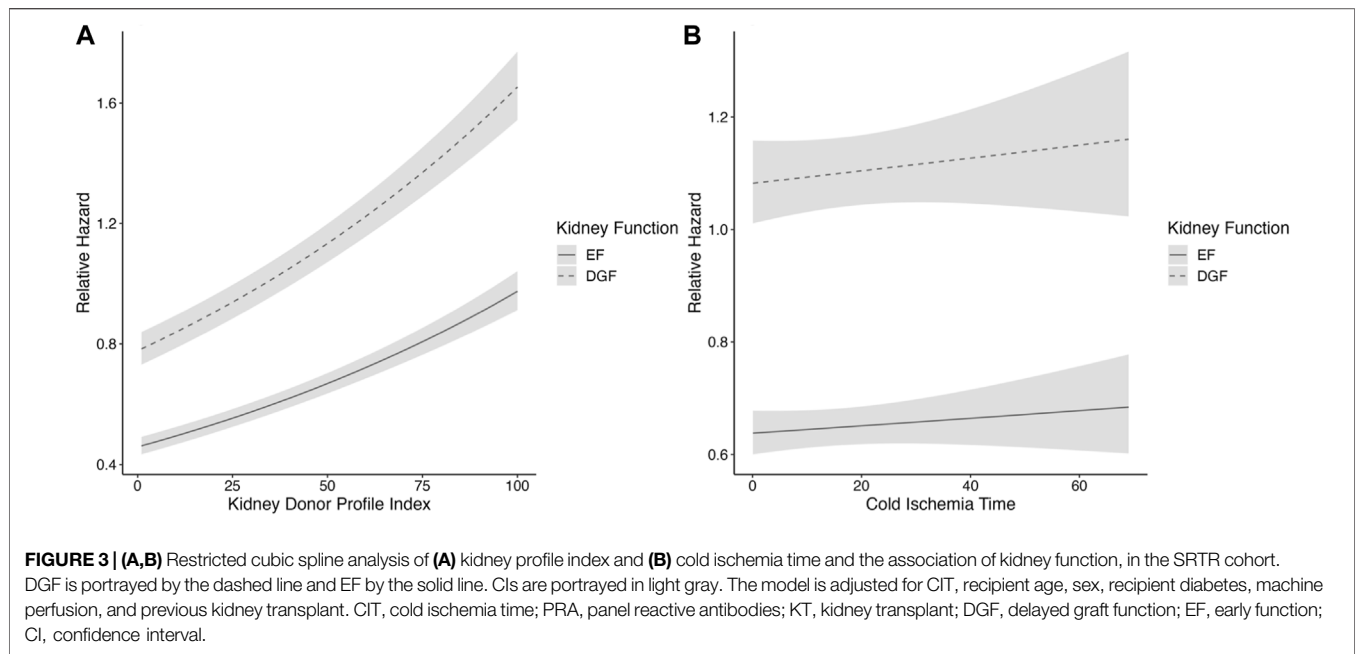 A
1.6
1.2
0.8
0.4
Relative Hazard
0
25
50
75
100
Kidney Donor Profile Index
Kidney Function
EF
DGF
B
1.2
1.0
0.8
0.6
Relative Hazard
0
20
40
60
Cold Ischemia Time
Kidney Function
EF
DGF
FIGURE 3 | (A,B) Restricted cubic spline analysis of (A) kidney profile index and (B) cold ischemia time and the association of kidney function, in the SRTR cohort.
DGF is portrayed by the dashed line and EF by the solid line. CIs are portrayed in light gray. The model is adjusted for CIT, recipient age, sex, recipient diabetes, machine
perfusion, and previous kidney transplant. CIT, cold ischemia time; PRA, panel reactive antibodies; KT, kidney transplant; DGF, delayed graft function; EF, early function;
CI, confidence interval.